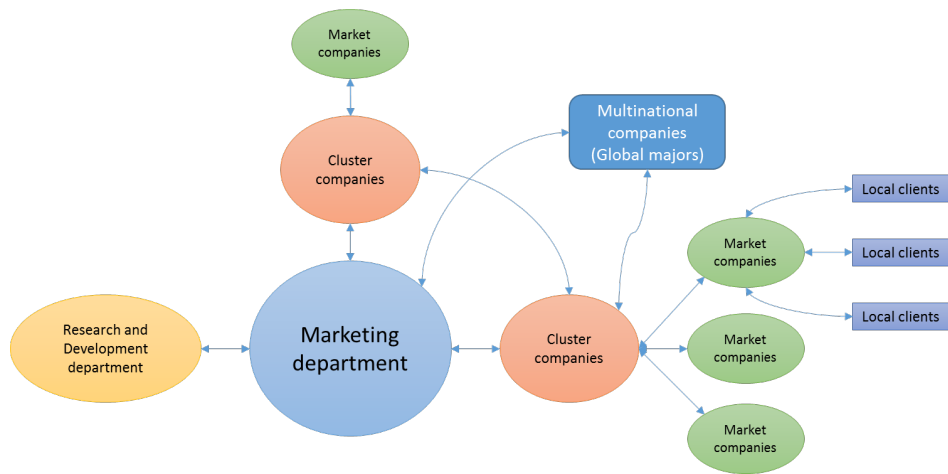 Market
companies
Multinational
companies
(Global majors)
Cluster
companies
Local clients
Market
companies
Local clients
Local clients
Research and
Development
department
Marketing
department
Cluster
companies
Market
companies
Market
companies